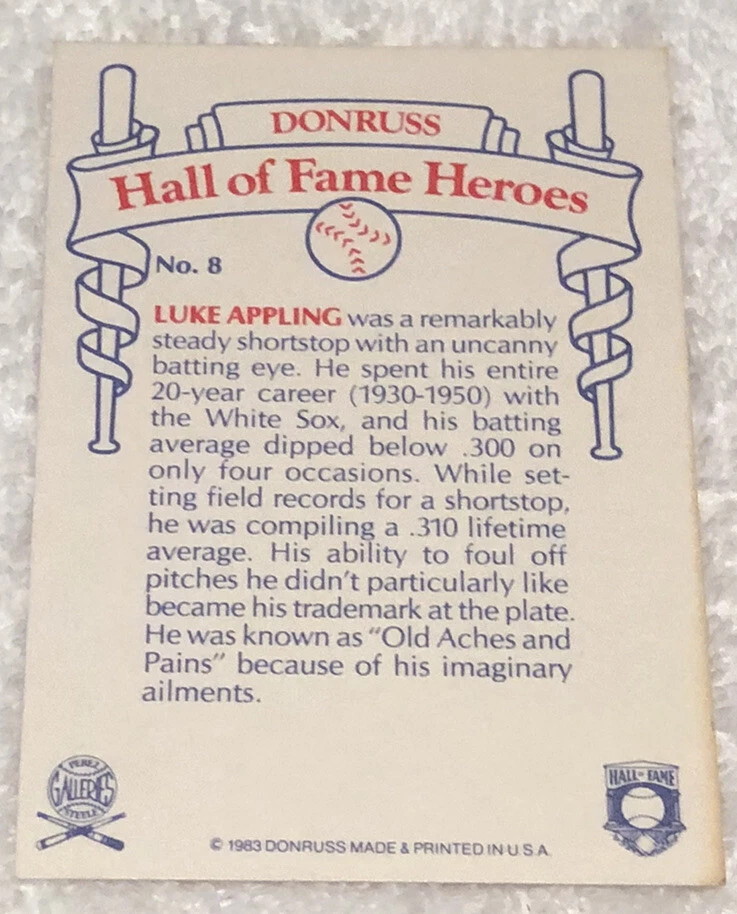 DONRUSS
Hall of Fame Heroes
No. 8
LUKE APPLING was a remarkably
steady shortstop with an uncanny
batting eye. He spent his entire
20-year career (1930-1950) with
the White Sox, and his batting
average dipped below .300 on
only four occasions. While set-
ting field records for a shortstop,
he was compiling a .310 lifetime
average. His ability to foul off
pitches he didn't particularly like
became his trademark at the plate.
He was known as "Old Aches and
Pains" because of his imaginary
ailments.
PEREZ
GALLERIES
STEELE
HALOF FAME
© 1983 DONRUSS MADE & PRINTED IN U.S.A.